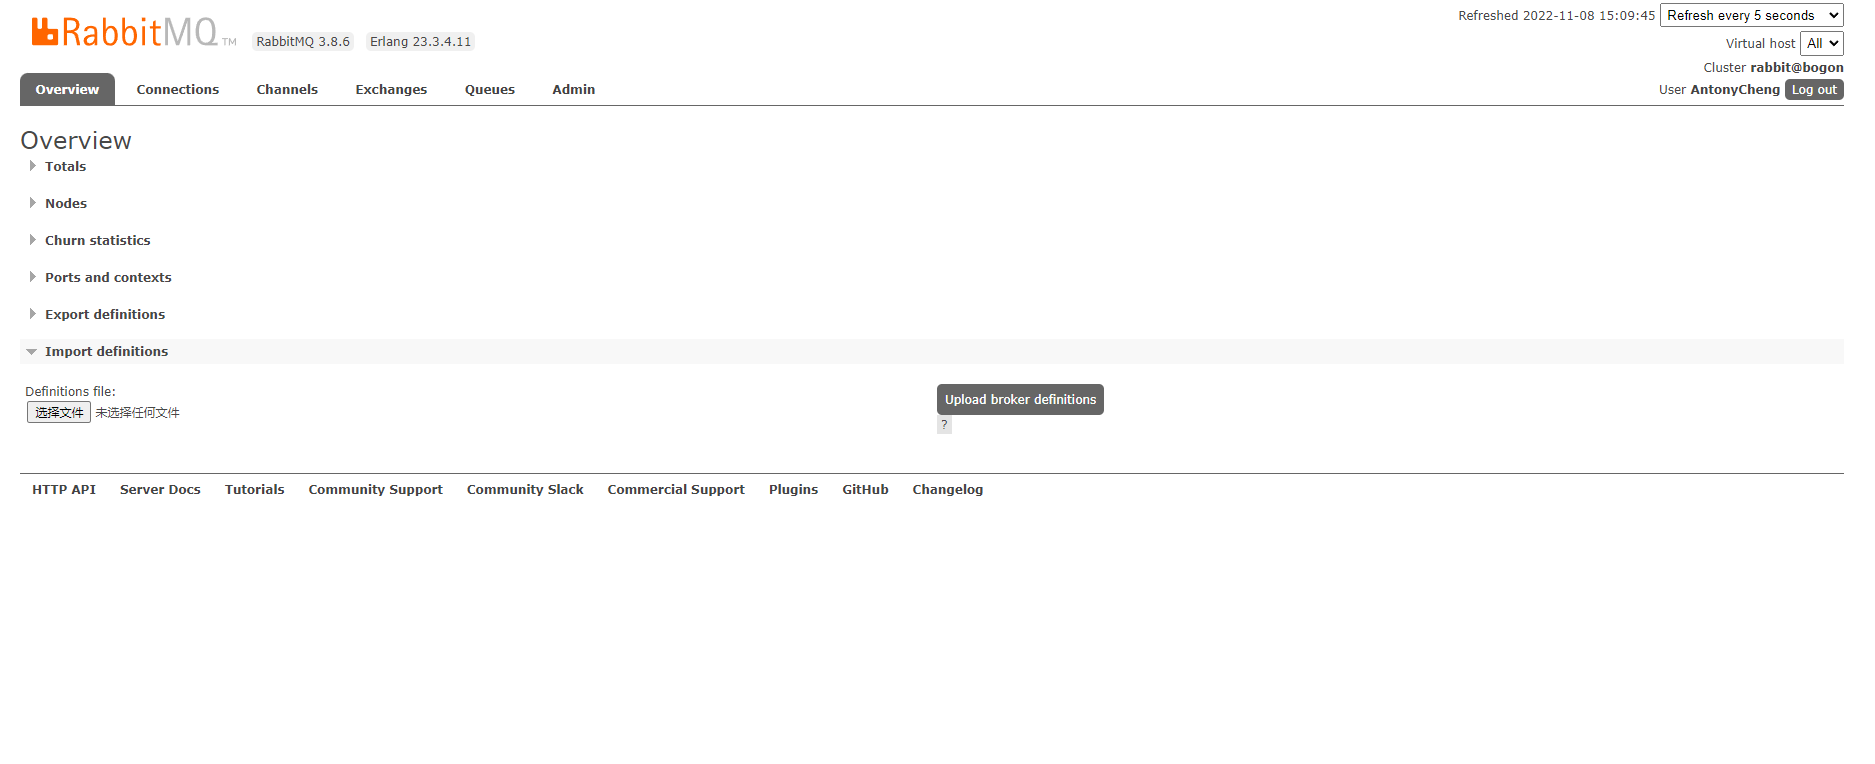 RabbitMQ TM RabbitMQ 3.8.6 Erlang 23.3.4.11
Refreshed 2022-11-08 15:09:45 Refresh every 5 seconds
Virtual host All
Cluster rabbit@bogon
User AntonyCheng Log out
Overview Connections Channels Exchanges Queues Admin
Overview
Totals
Nodes
Churn statistics
Ports and contexts
Export definitions
Import definitions
Definitions file:
选择文件 未选择任何文件
Upload broker definitions
?
HTTP API Server Docs Tutorials Community Support Community Slack Commercial Support Plugins GitHub Changelog